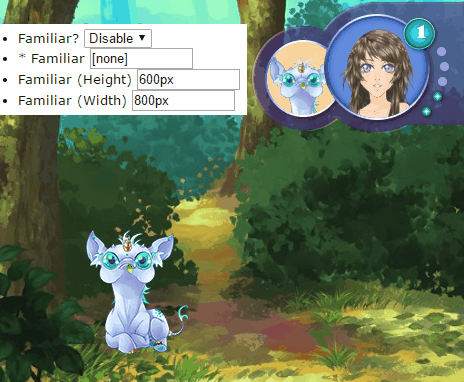 Familiar? Disable
* Familiar [none]
Familiar (Height) 600px
Familiar (Width) 800px
1